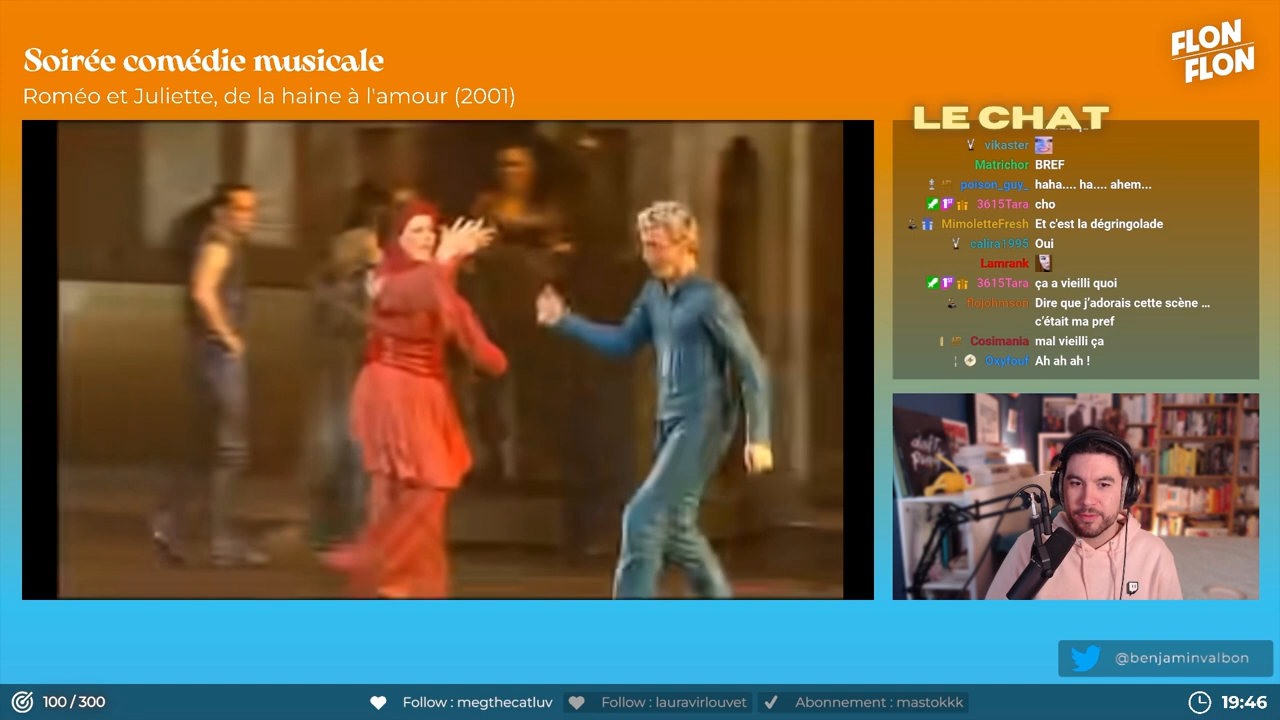 Soirée comédie musicale
Roméo et Juliette, de la haine à l'amour (2001)
FLON
FLON
LE CHAT
vikaster
Matrichor BREF
poison_guy_ haha.... ha.... ahem...
3615Tara cho
MimoletteFresh Et c'est la dégringolade
calira1995 Oui
Lamrank
3615Tara ça a vieilli quoi
flojohnson Dire que j'adorais cette scène ...
c'était ma pref
Cosimania mal vieilli ça
Oxyfouf Ah ah ah !
@benjaminvalbon
100 / 300
Follow : megthecatluv
Follow : lauravirlouvet
Abonnement : mastokkk
19:46